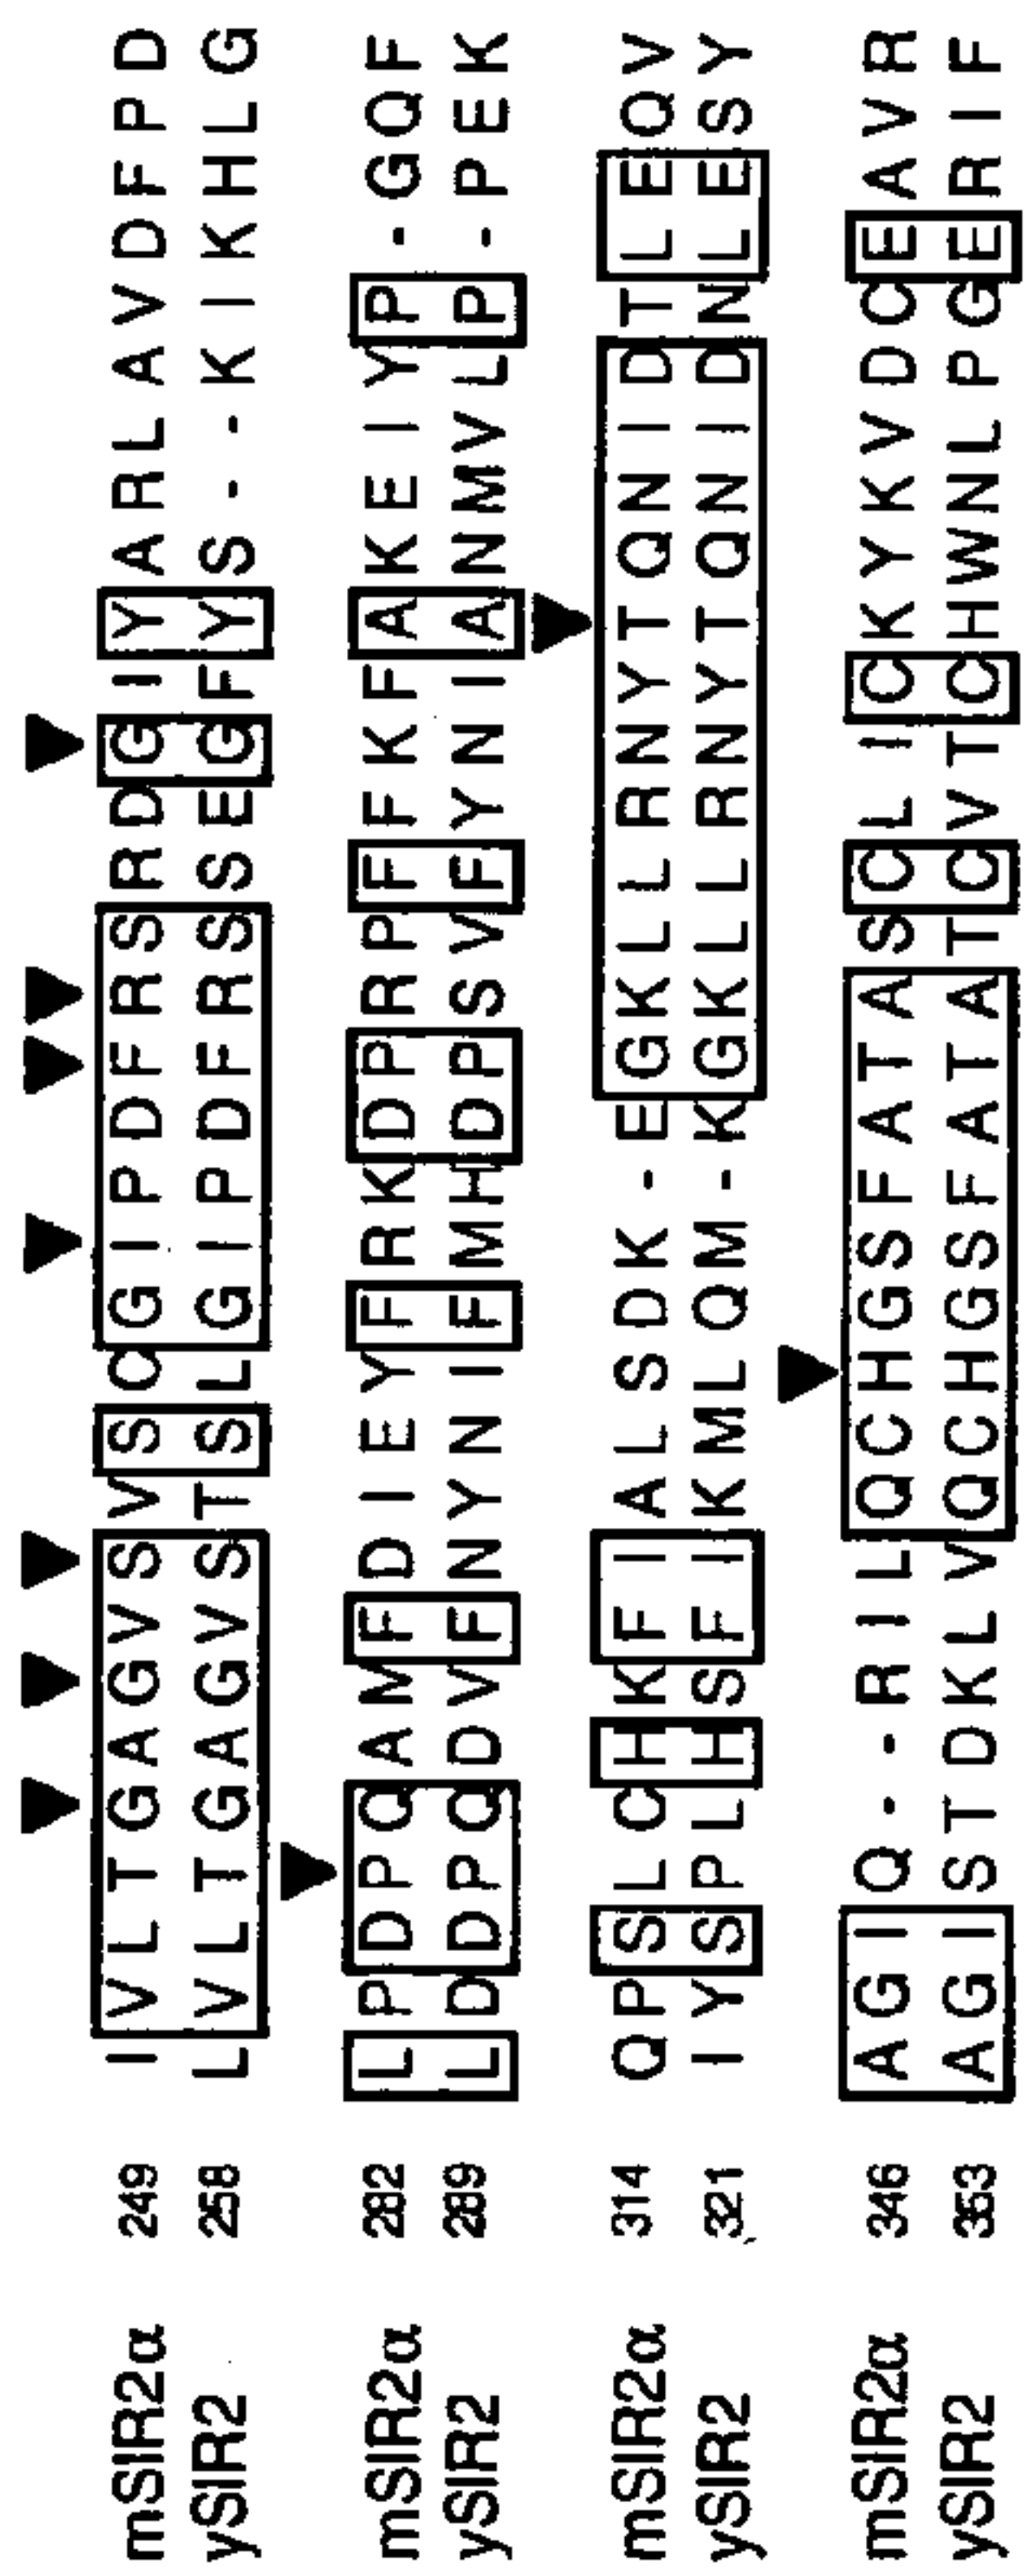 mSIR2α 249 I V L T G A G V S V S C G I P D F R S R D G I Y A R L A V D F P D
ySIR2 258 L V L T G A G V S T S L G I P D F R S S E G F Y S - - K I K H L G
mSIR2α 282 L P D P Q A M F D I E Y F R K D P R P F F K F A K E I Y P - G Q F
ySIR2 289 L D D P Q D V F N Y N I F M H D P S V F Y N I A N M V L P - P E K
mSIR2α 314 Q P S L C H K F I A L S D K - E G K L L R N Y T Q N I D T L E Q V
ySIR2 321 I Y S P L H S F I K M L Q M - K G K L L R N Y T Q N I D N L E S Y
mSIR2α 346 A G I Q - - R I L Q C H G S F A T A S C L I C K Y K V D C E A V R
ySIR2 353 A G I S T D K L V Q C H G S F A T A T C V T C H W N L P G E R I F